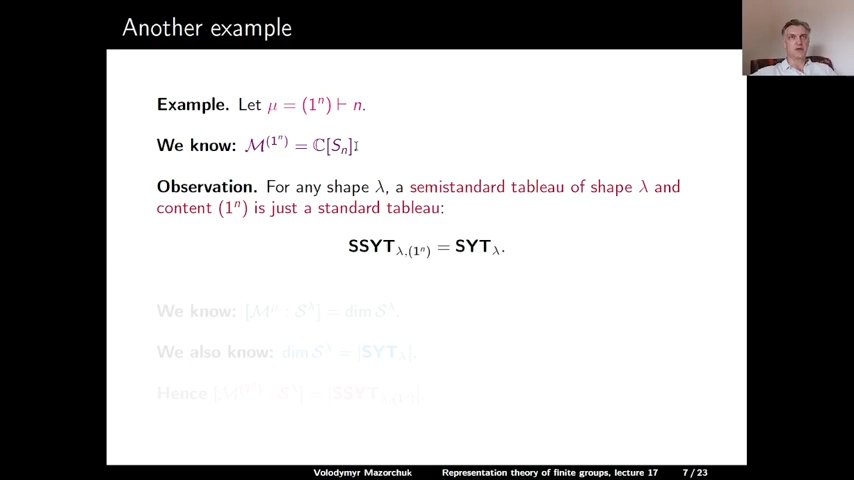 Another example
Example. Let μ = (1ⁿ) ⊢ n.
We know: 𝓜^(1ⁿ) = ℂ[Sₙ]
Observation. For any shape λ, a semistandard tableau of shape λ and
content (1ⁿ) is just a standard tableau:
SSYT_λ,(1ⁿ) = SYT_λ.
We know: [𝓜^μ : 𝓢^λ] = dim 𝓢^λ.
We also know: dim 𝓢^λ = |SYT_λ|.
Hence [𝓜^(1ⁿ) : 𝓢^λ] = |SSYT_λ,(1ⁿ)|.
Volodymyr Mazorchuk Representation theory of finite groups, lecture 17 7 / 23